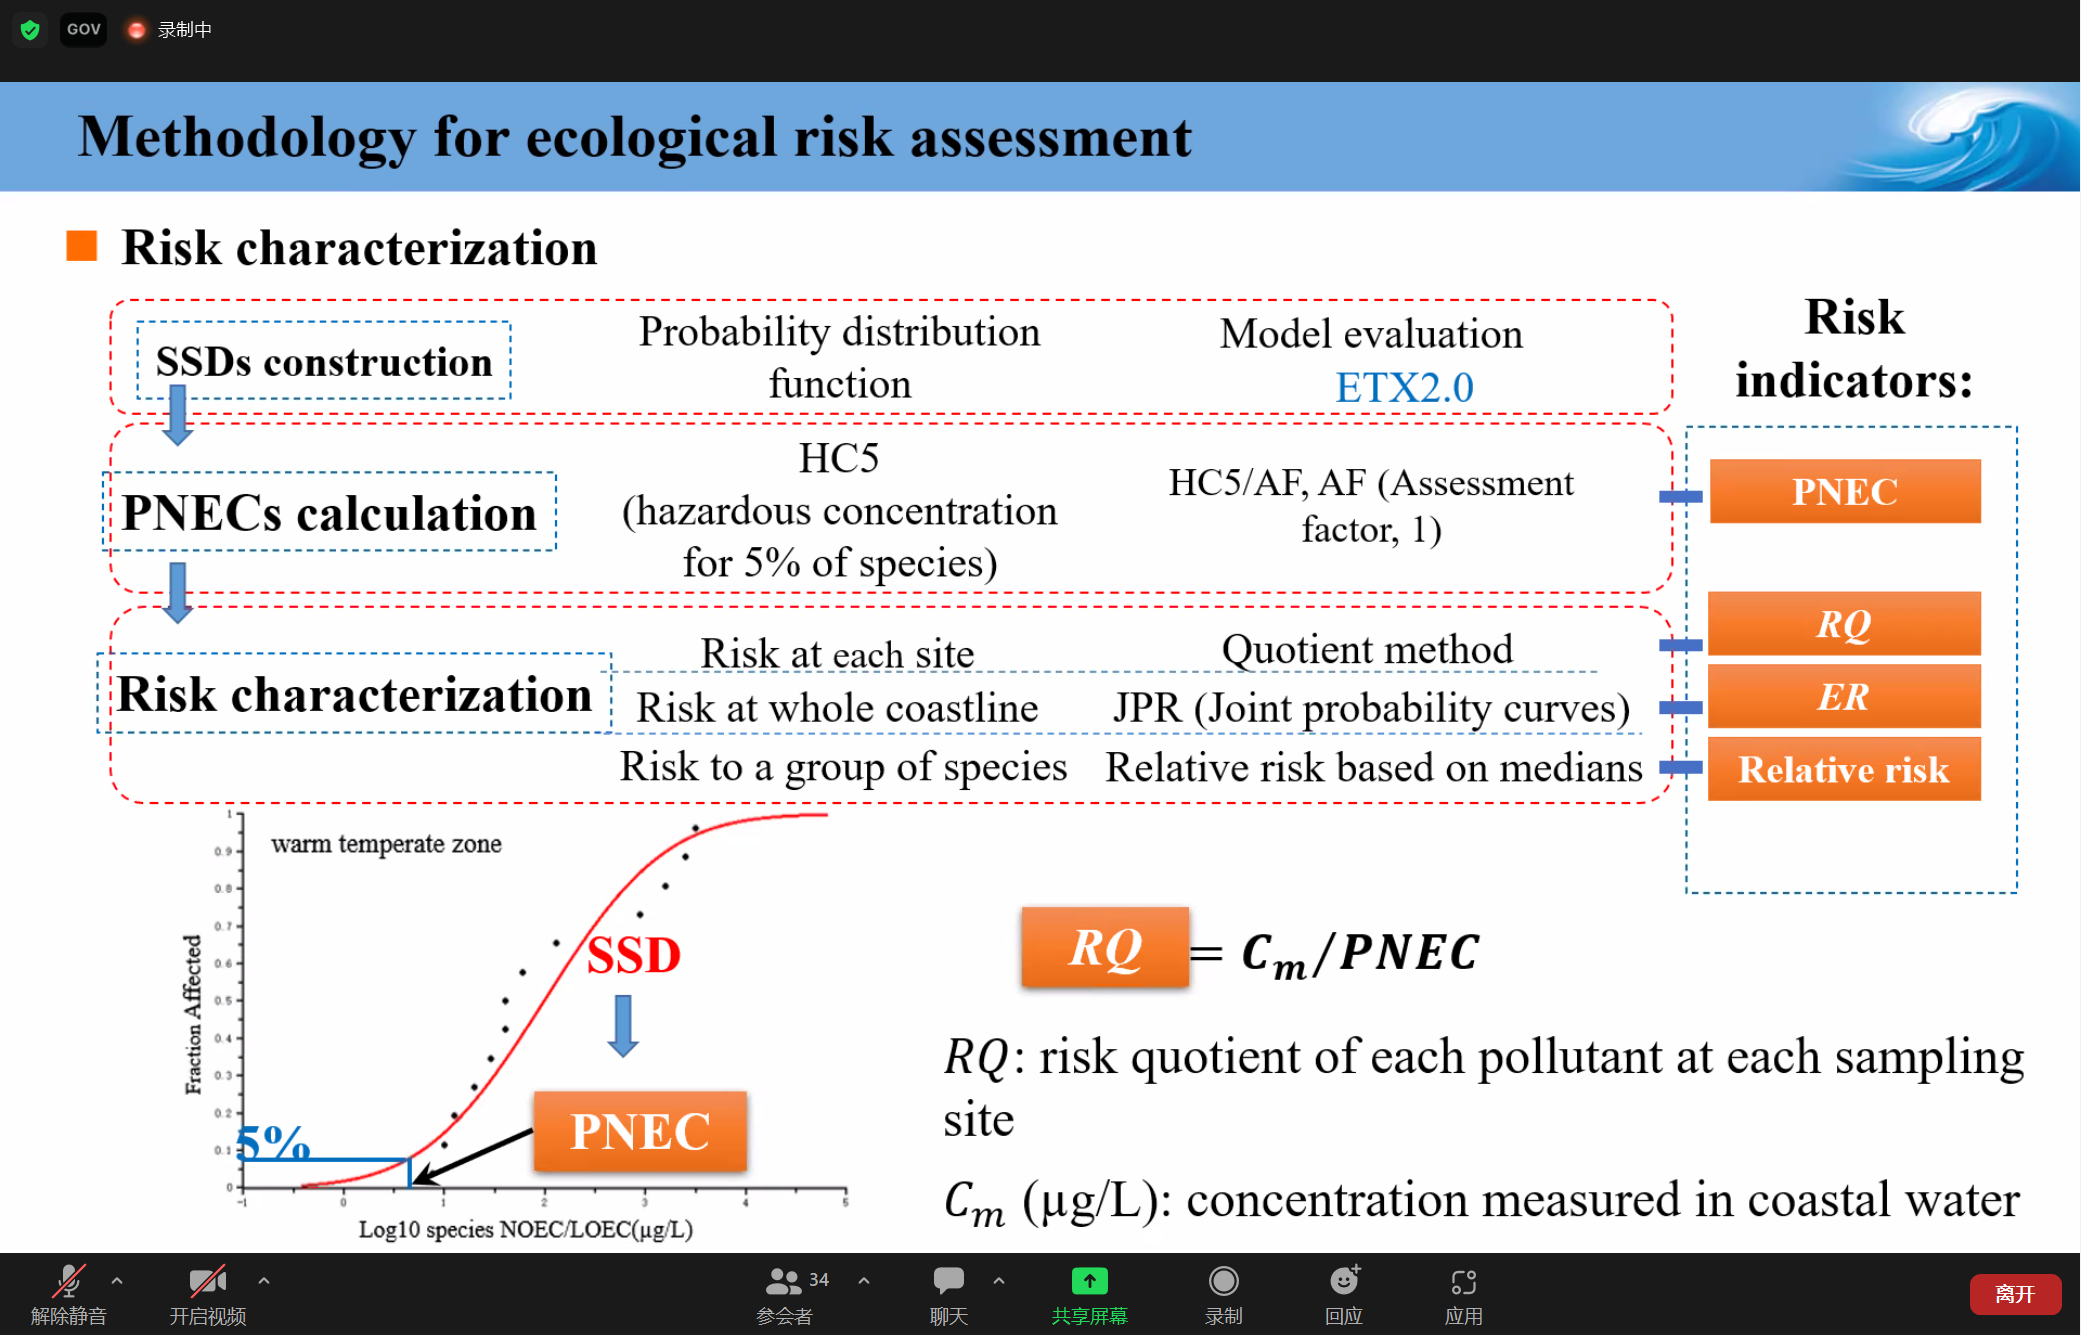 GOV
录制中
Methodology for ecological risk assessment
Risk characterization
SSDs construction
Probability distribution
function
Model evaluation
ETX2.0
Risk
indicators:
PNECs calculation
HC5
(hazardous concentration
for 5% of species)
HC5/AF, AF (Assessment
factor, 1)
PNEC
Risk characterization
Risk at each site
Quotient method
RQ
Risk at whole coastline
JPR (Joint probability curves)
ER
Risk to a group of species
Relative risk based on medians
Relative risk
warm temperate zone
Fraction Affected
1
0.9
0.8
0.7
0.6
0.5
0.4
0.3
0.2
0.1
0
SSD
PNEC
5%
-1 0 1 2 3 4 5
Log10 species NOEC/LOEC(μg/L)
RQ = Cm/PNEC
RQ: risk quotient of each pollutant at each sampling
site
Cm (μg/L): concentration measured in coastal water
解除静音
开启视频
34
参会者
聊天
共享屏幕
录制
回应
应用
离开